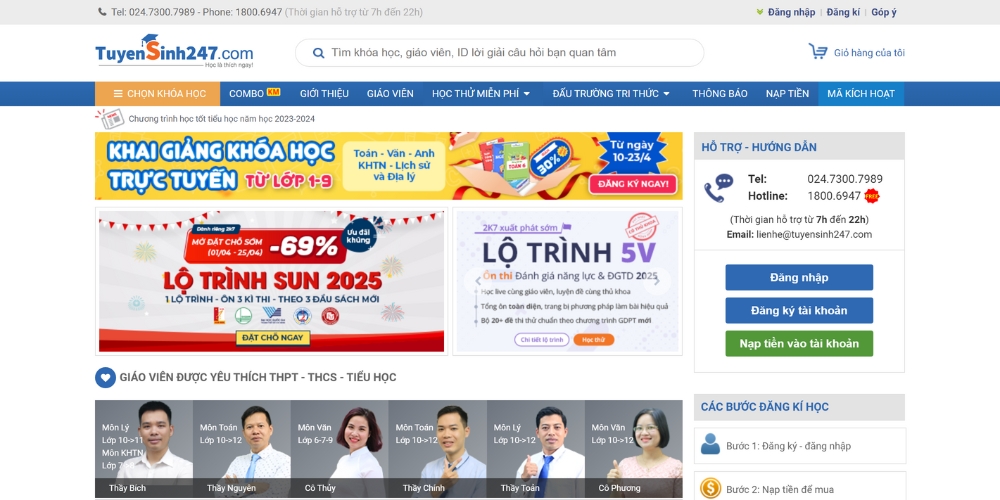 Tel: 024.7300.7989 - Phone: 1800.6947 (Thời gian hỗ trợ từ 7h đến 22h)
Đăng nhập
Đăng kí
Góp ý
TuyenSinh247.com
Học là thích ngay!
Tìm khóa học, giáo viên, ID lời giải câu hỏi bạn quan tâm
Giỏ hàng của tôi
CHỌN KHÓA HỌC
COMBO KM
GIỚI THIỆU
GIÁO VIÊN
HỌC THỬ MIỄN PHÍ
ĐẤU TRƯỜNG TRI THỨC
THÔNG BÁO
NẠP TIỀN
MÃ KÍCH HOẠT
Chương trình học tốt tiểu học năm học 2023-2024
KHAI GIẢNG KHÓA HỌC
TRỰC TUYẾN TỪ LỚP 1-9
Toán - Văn - Anh
KHTN - Lịch sử
và Địa lý
30%
Từ ngày
10-23/4
ĐĂNG KÝ NGAY!
Dành riêng 2K7
MỞ ĐẶT CHỖ SỚM
(01/04 - 25/04)
-69%
Ưu đãi
khủng
LỘ TRÌNH SUN 2025
1 LỘ TRÌNH - ÔN 3 KÌ THI - THEO 3 ĐẦU SÁCH MỚI
ĐẶT CHỖ NGAY
2K7 xuất phát sớm
LỘ TRÌNH 5V
Ôn thi Đánh giá năng lực & ĐGTD 2025
Học live cùng giáo viên, luyện đề cùng thủ khoa
Tổng ôn toàn diện, trang bị phương pháp làm bài hiệu quả
Bộ 20+ đề thi thử chuẩn theo chương trình GDPT mới
Chi tiết lộ trình
Học thử
HỖ TRỢ - HƯỚNG DẪN
Tel: 024.7300.7989
Hotline: 1800.6947 FREE
(Thời gian hỗ trợ từ 7h đến 22h)
Email: lienhe@tuyensinh247.com
Đăng nhập
Đăng ký tài khoản
Nạp tiền vào tài khoản
GIÁO VIÊN ĐƯỢC YÊU THÍCH THPT - THCS - TIỂU HỌC
Môn Lý
Lớp 10->11
Môn KHTN
Thầy Bích
Môn Toán
Lớp 10->12
Thầy Nguyên
Môn Văn
Lớp 6-7-9
Cô Thủy
Môn Toán
Lớp 10->12
Thầy Chính
Môn Lý
Lớp 10->12
Thầy Toán
Môn Văn
Lớp 10->12
Cô Phương
CÁC BƯỚC ĐĂNG KÍ HỌC
Bước 1: Đăng ký - đăng nhập
Bước 2: Nạp tiền để mua